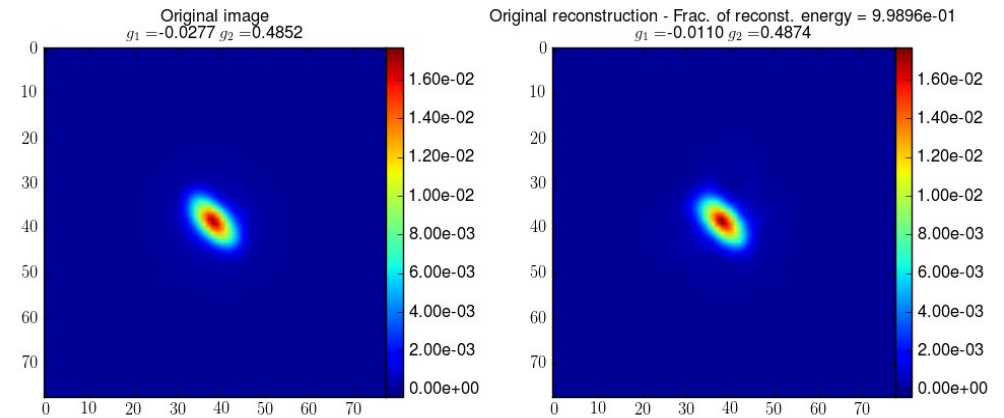 Original image
g₁ =-0.0277 g₂ =0.4852
0
10
20
30
40
50
60
70
0 10 20 30 40 50 60 70
1.60e-02
1.40e-02
1.20e-02
1.00e-02
8.00e-03
6.00e-03
4.00e-03
2.00e-03
0.00e+00
Original reconstruction - Frac. of reconst. energy = 9.9896e-01
g₁ =-0.0110 g₂ =0.4874
0
10
20
30
40
50
60
70
0 10 20 30 40 50 60 70
1.60e-02
1.40e-02
1.20e-02
1.00e-02
8.00e-03
6.00e-03
4.00e-03
2.00e-03
0.00e+00